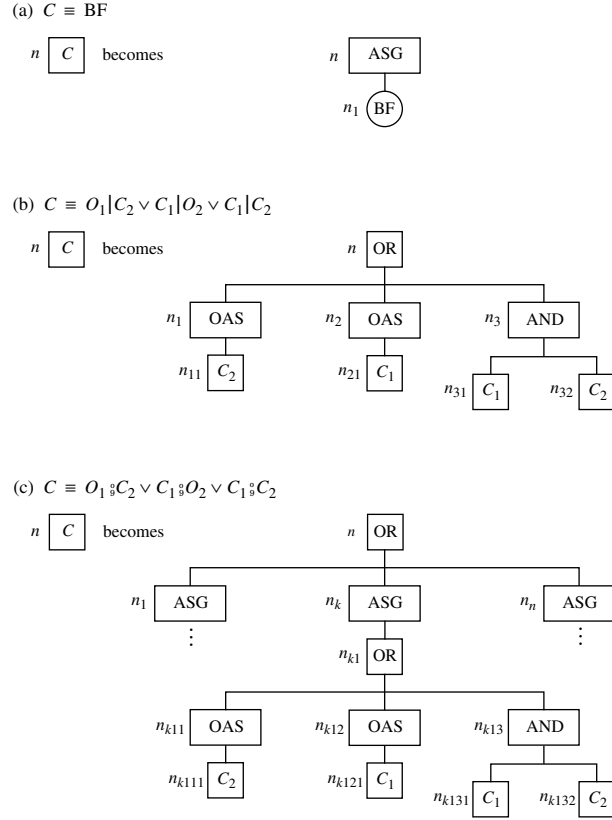 (a) C ≡ BF
n C becomes n ASG
n₁ BF
(b) C ≡ O₁|C₂ ∨ C₁|O₂ ∨ C₁|C₂
n C becomes n OR
n₁ OAS n₂ OAS n₃ AND
n₁₁ C₂ n₂₁ C₁ n₃₁ C₁ n₃₂ C₂
(c) C ≡ O₁ ⨟ C₂ ∨ C₁ ⨟ O₂ ∨ C₁ ⨟ C₂
n C becomes n OR
n₁ ASG nₖ ASG nₙ ASG
⋮ ⋮
nₖ₁ OR
nₖ₁₁ OAS nₖ₁₂ OAS nₖ₁₃ AND
nₖ₁₁₁ C₂ nₖ₁₂₁ C₁ nₖ₁₃₁ C₁ nₖ₁₃₂ C₂